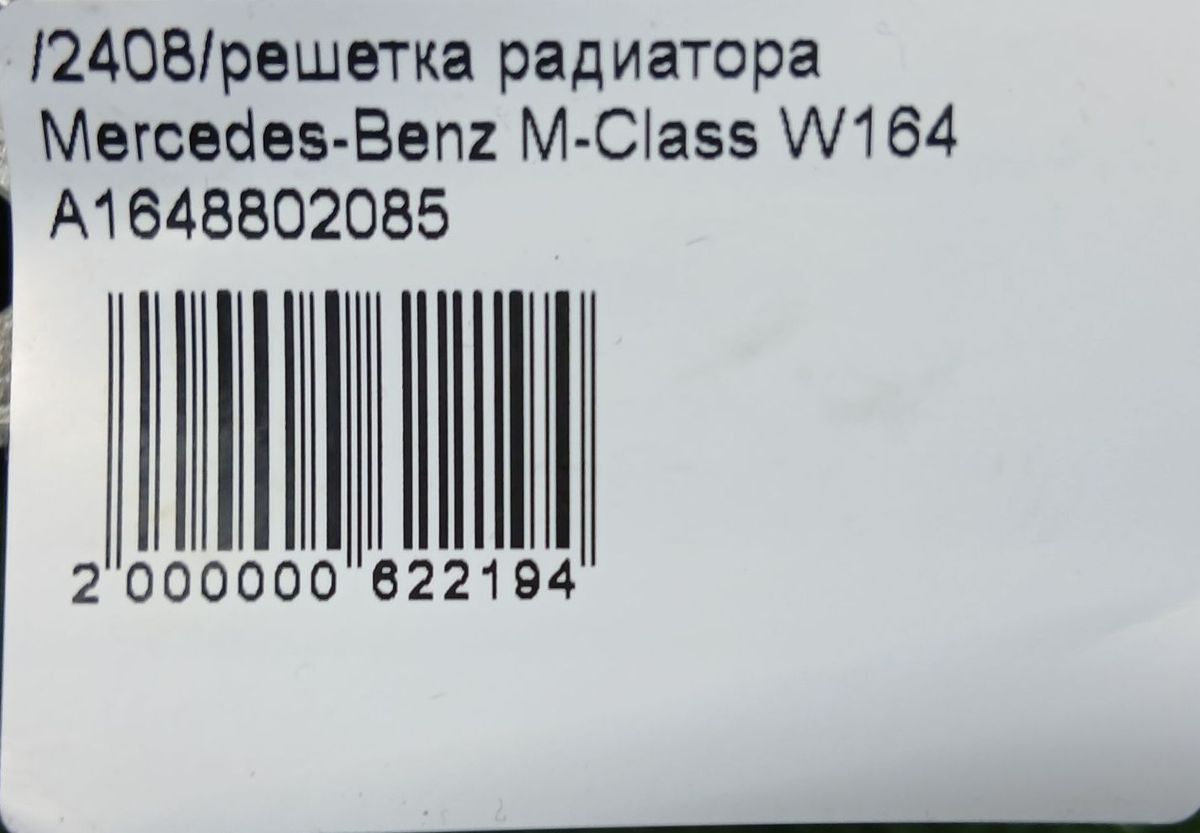 /2408/решетка радиатора
Mercedes-Benz M-Class W164
A1648802085
2 000000 622194